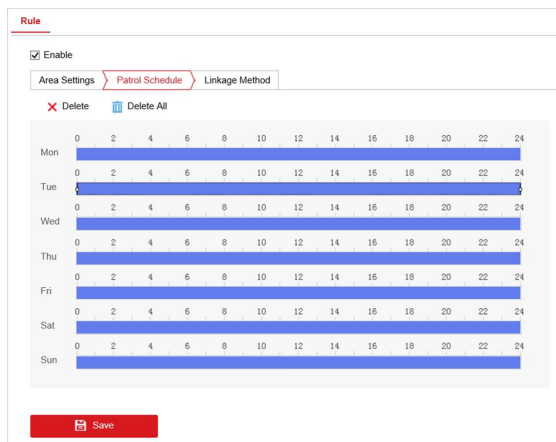 Rule
Enable
Area Settings Patrol Schedule Linkage Method
Delete Delete All
0 2 4 6 8 10 12 14 16 18 20 22 24
Mon
0 2 4 6 8 10 12 14 16 18 20 22 24
Tue
0 2 4 6 8 10 12 14 16 18 20 22 24
Wed
0 2 4 6 8 10 12 14 16 18 20 22 24
Thu
0 2 4 6 8 10 12 14 16 18 20 22 24
Fri
0 2 4 6 8 10 12 14 16 18 20 22 24
Sat
0 2 4 6 8 10 12 14 16 18 20 22 24
Sun
Save